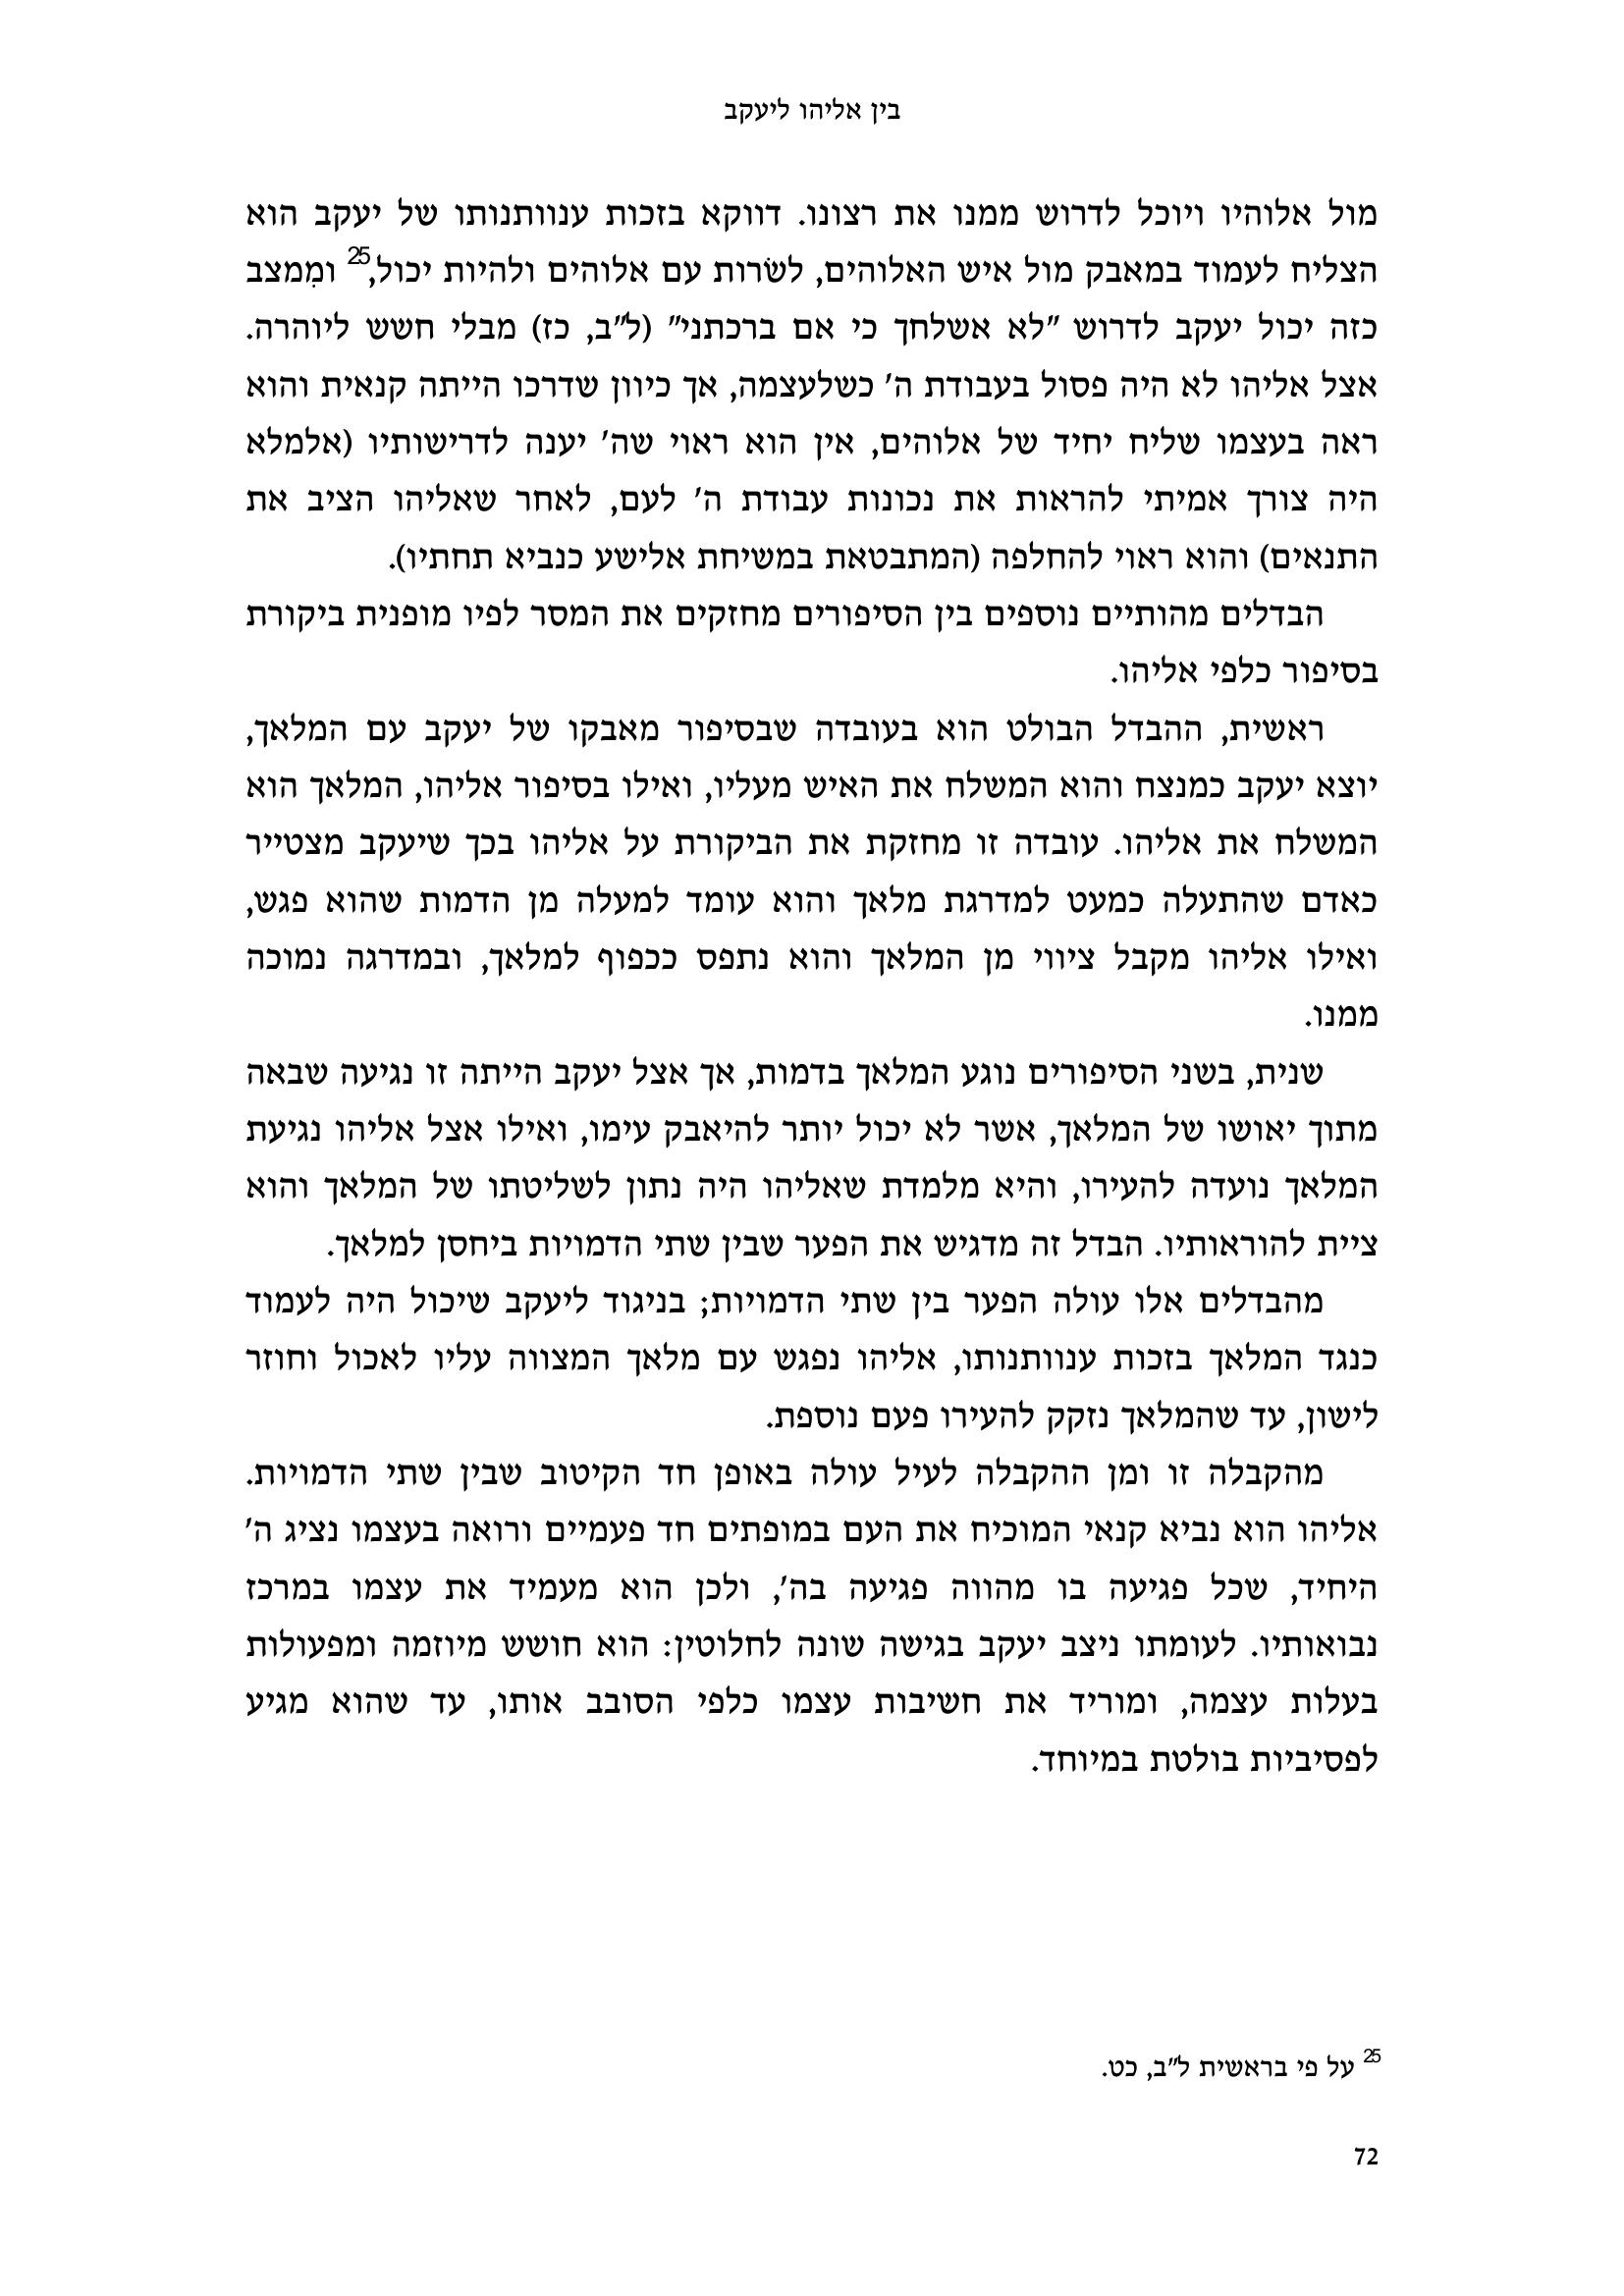 בין אליהו ליעקב
מול אלוהיו ויוכל לדרוש ממנו את רצונו. דווקא בזכות ענוותנותו של יעקב הוא
הצליח לעמוד במאבק מול איש האלוהים, לשׂרות עם אלוהים ולהיות יכול,25 ומִמצב
כזה יכול יעקב לדרוש "לא אשלחך כי אם ברכתני" (ל"ב, כז) מבלי חשש ליוהרה.
אצל אליהו לא היה פסול בעבודת ה' כשלעצמה, אך כיוון שדרכו הייתה קנאית והוא
ראה בעצמו שליח יחיד של אלוהים, אין הוא ראוי שה' יענה לדרישותיו (אלמלא
היה צורך אמיתי להראות את נכונות עבודת ה' לעם, לאחר שאליהו הציב את
התנאים) והוא ראוי להחלפה (המתבטאת במשיחת אלישע כנביא תחתיו).
הבדלים מהותיים נוספים בין הסיפורים מחזקים את המסר לפיו מופנית ביקורת
בסיפור כלפי אליהו.
ראשית, ההבדל הבולט הוא בעובדה שבסיפור מאבקו של יעקב עם המלאך,
יוצא יעקב כמנצח והוא המשלח את האיש מעליו, ואילו בסיפור אליהו, המלאך הוא
המשלח את אליהו. עובדה זו מחזקת את הביקורת על אליהו בכך שיעקב מצטייר
כאדם שהתעלה כמעט למדרגת מלאך והוא עומד למעלה מן הדמות שהוא פגש,
ואילו אליהו מקבל ציווי מן המלאך והוא נתפס ככפוף למלאך, ובמדרגה נמוכה
ממנו.
שנית, בשני הסיפורים נוגע המלאך בדמות, אך אצל יעקב הייתה זו נגיעה שבאה
מתוך יאושו של המלאך, אשר לא יכול יותר להיאבק עימו, ואילו אצל אליהו נגיעת
המלאך נועדה להעירו, והיא מלמדת שאליהו היה נתון לשליטתו של המלאך והוא
ציית להוראותיו. הבדל זה מדגיש את הפער שבין שתי הדמויות ביחסן למלאך.
מהבדלים אלו עולה הפער בין שתי הדמויות; בניגוד ליעקב שיכול היה לעמוד
כנגד המלאך בזכות ענוותנותו, אליהו נפגש עם מלאך המצווה עליו לאכול וחוזר
לישון, עד שהמלאך נזקק להעירו פעם נוספת.
מהקבלה זו ומן ההקבלה לעיל עולה באופן חד הקיטוב שבין שתי הדמויות.
אליהו הוא נביא קנאי המוכיח את העם במופתים חד פעמיים ורואה בעצמו נציג ה'
היחיד, שכל פגיעה בו מהווה פגיעה בה', ולכן הוא מעמיד את עצמו במרכז
נבואותיו. לעומתו ניצב יעקב בגישה שונה לחלוטין: הוא חושש מיוזמה ומפעולות
בעלות עצמה, ומוריד את חשיבות עצמו כלפי הסובב אותו, עד שהוא מגיע
לפסיביות בולטת במיוחד.
25 על פי בראשית ל"ב, כט.
72